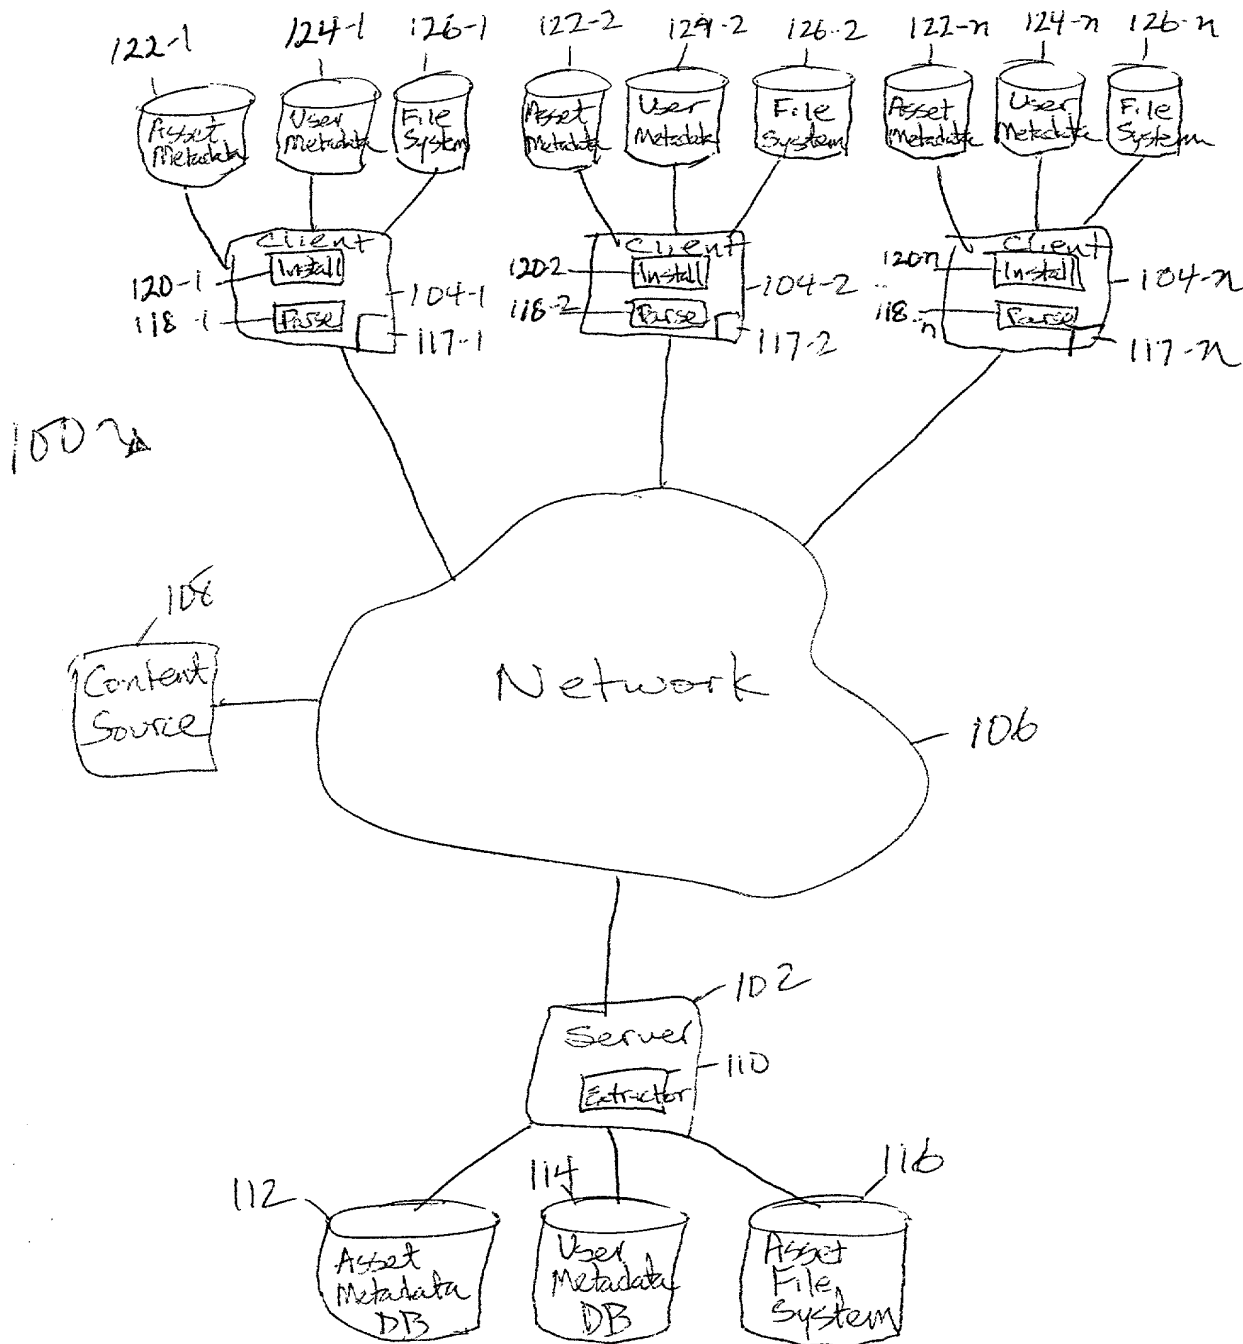 122-1 124-1 126-1 122-2 124-2 126-2 122-n 124-n 126-n
Asset
Metadata
User
Metadata
File
System
Asset
Metadata
User
Metadata
File
System
Asset
Metadata
User
Metadata
File
System
Client
Install
Parse
120-1
118-1
104-1
117-1
Client
Install
Parse
120-2
118-2
104-2 ..
117-2
Client
Install
Parse
120-n
118-n
104-n
117-n
100
108
Content
Source
Network
106
102
Server
110
Extractor
112
114
116
Asset
Metadata
DB
User
Metadata
DB
Asset
File
System